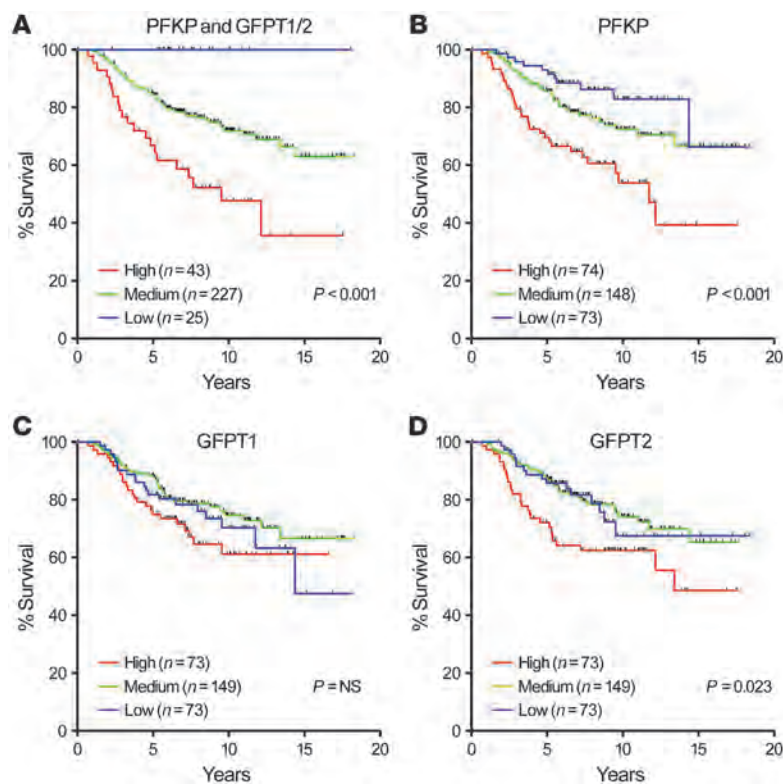 A
PFKP and GFPT1/2
100
80
60
40
20
0
% Survival
High (n = 43)
Medium (n = 227)
Low (n = 25)
P < 0.001
0 5 10 15 20
Years
B
PFKP
100
80
60
40
20
0
% Survival
High (n = 74)
Medium (n = 148)
Low (n = 73)
P < 0.001
0 5 10 15 20
Years
C
GFPT1
100
80
60
40
20
0
% Survival
High (n = 73)
Medium (n = 149)
Low (n = 73)
P = NS
0 5 10 15 20
Years
D
GFPT2
100
80
60
40
20
0
% Survival
High (n = 73)
Medium (n = 149)
Low (n = 73)
P = 0.023
0 5 10 15 20
Years